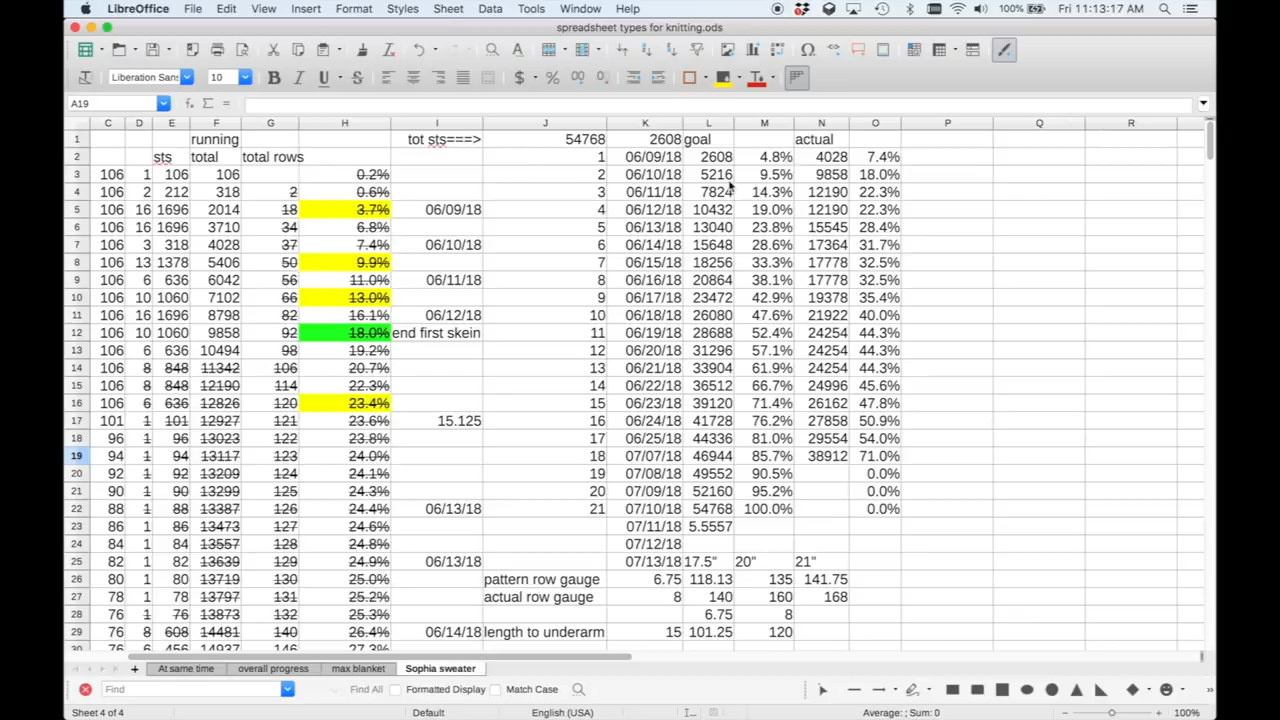 LibreOffice File Edit View Insert Format Styles Sheet Data Tools Window Help 100% Fri 11:13:17 AM
spreadsheet types for knitting.ods
Liberation Sans 10
A19
C D E F G H I J K L M N O P Q R
1 running tot sts===> 54768 2608 goal actual
2 sts total total rows 1 06/09/18 2608 4.8% 4028 7.4%
3 106 1 106 106 0.2% 2 06/10/18 5216 9.5% 9858 18.0%
4 106 2 212 318 2 0.6% 3 06/11/18 7824 14.3% 12190 22.3%
5 106 16 1696 2014 18 3.7% 06/09/18 4 06/12/18 10432 19.0% 12190 22.3%
6 106 16 1696 3710 34 6.8% 5 06/13/18 13040 23.8% 15545 28.4%
7 106 3 318 4028 37 7.4% 06/10/18 6 06/14/18 15648 28.6% 17364 31.7%
8 106 13 1378 5406 50 9.9% 7 06/15/18 18256 33.3% 17778 32.5%
9 106 6 636 6042 56 11.0% 06/11/18 8 06/16/18 20864 38.1% 17778 32.5%
10 106 10 1060 7102 66 13.0% 9 06/17/18 23472 42.9% 19378 35.4%
11 106 16 1696 8798 82 16.1% 06/12/18 10 06/18/18 26080 47.6% 21922 40.0%
12 106 10 1060 9858 92 18.0% end first skein 11 06/19/18 28688 52.4% 24254 44.3%
13 106 6 636 10494 98 19.2% 12 06/20/18 31296 57.1% 24254 44.3%
14 106 8 848 11342 106 20.7% 13 06/21/18 33904 61.9% 24254 44.3%
15 106 8 848 12190 114 22.3% 14 06/22/18 36512 66.7% 24996 45.6%
16 106 6 636 12826 120 23.4% 15 06/23/18 39120 71.4% 26162 47.8%
17 101 1 101 12927 121 23.6% 15.125 16 06/24/18 41728 76.2% 27858 50.9%
18 96 1 96 13023 122 23.8% 17 06/25/18 44336 81.0% 29554 54.0%
19 94 1 94 13117 123 24.0% 18 07/07/18 46944 85.7% 38912 71.0%
20 92 1 92 13209 124 24.1% 19 07/08/18 49552 90.5% 0.0%
21 90 1 90 13299 125 24.3% 20 07/09/18 52160 95.2% 0.0%
22 88 1 88 13387 126 24.4% 06/13/18 21 07/10/18 54768 100.0% 0.0%
23 86 1 86 13473 127 24.6% 07/11/18 5.5557
24 84 1 84 13557 128 24.8% 07/12/18
25 82 1 82 13639 129 24.9% 06/13/18 07/13/18 17.5" 20" 21"
26 80 1 80 13719 130 25.0% pattern row gauge 6.75 118.13 135 141.75
27 78 1 78 13797 131 25.2% actual row gauge 8 140 160 168
28 76 1 76 13873 132 25.3% 6.75 8
29 76 8 608 14481 140 26.4% 06/14/18 length to underarm 15 101.25 120
30 76 6 456 14937 146 27.3%
At same time overall progress max blanket Sophia sweater
Find Find All Formatted Display Match Case
Sheet 4 of 4 Default English (USA) Average: ; Sum: 0 100%